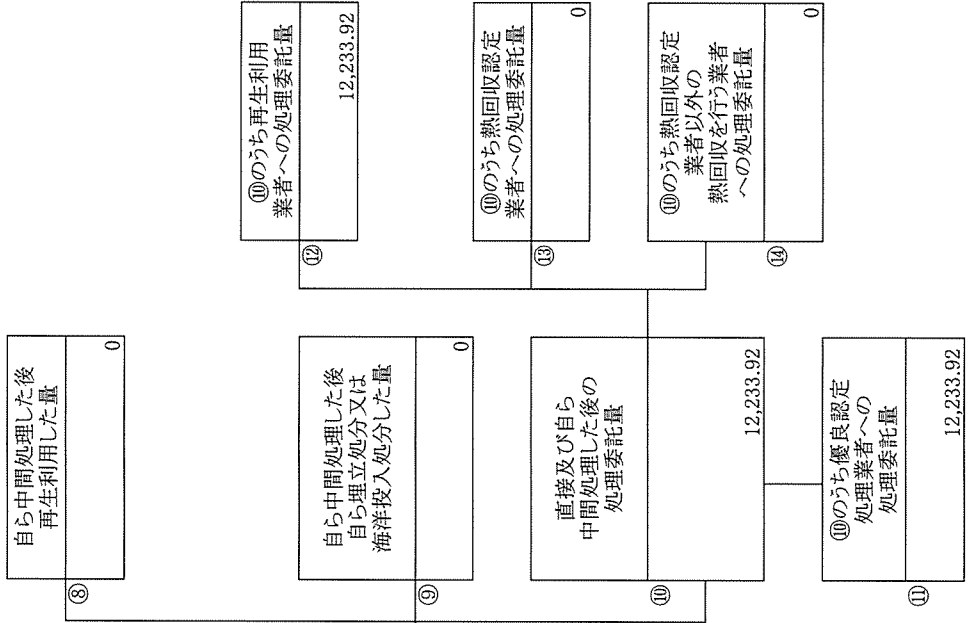 自ら中間処理した後
再生利用した量
0
⑧
自ら中間処理した後
自ら埋立処分又は
海洋投入処分した量
0
⑨
直接及び自ら
中間処理した後の
処理委託量
12,233.92
⑩
⑩のうち優良認定
処理業者への
処理委託量
12,233.92
⑪
⑩のうち再生利用
業者への処理委託量
12,233.92
⑫
⑩のうち熱回収認定
業者への処理委託量
0
⑬
⑩のうち熱回収認定
業者以外の
熱回収を行う業者
への処理委託量
0
⑭